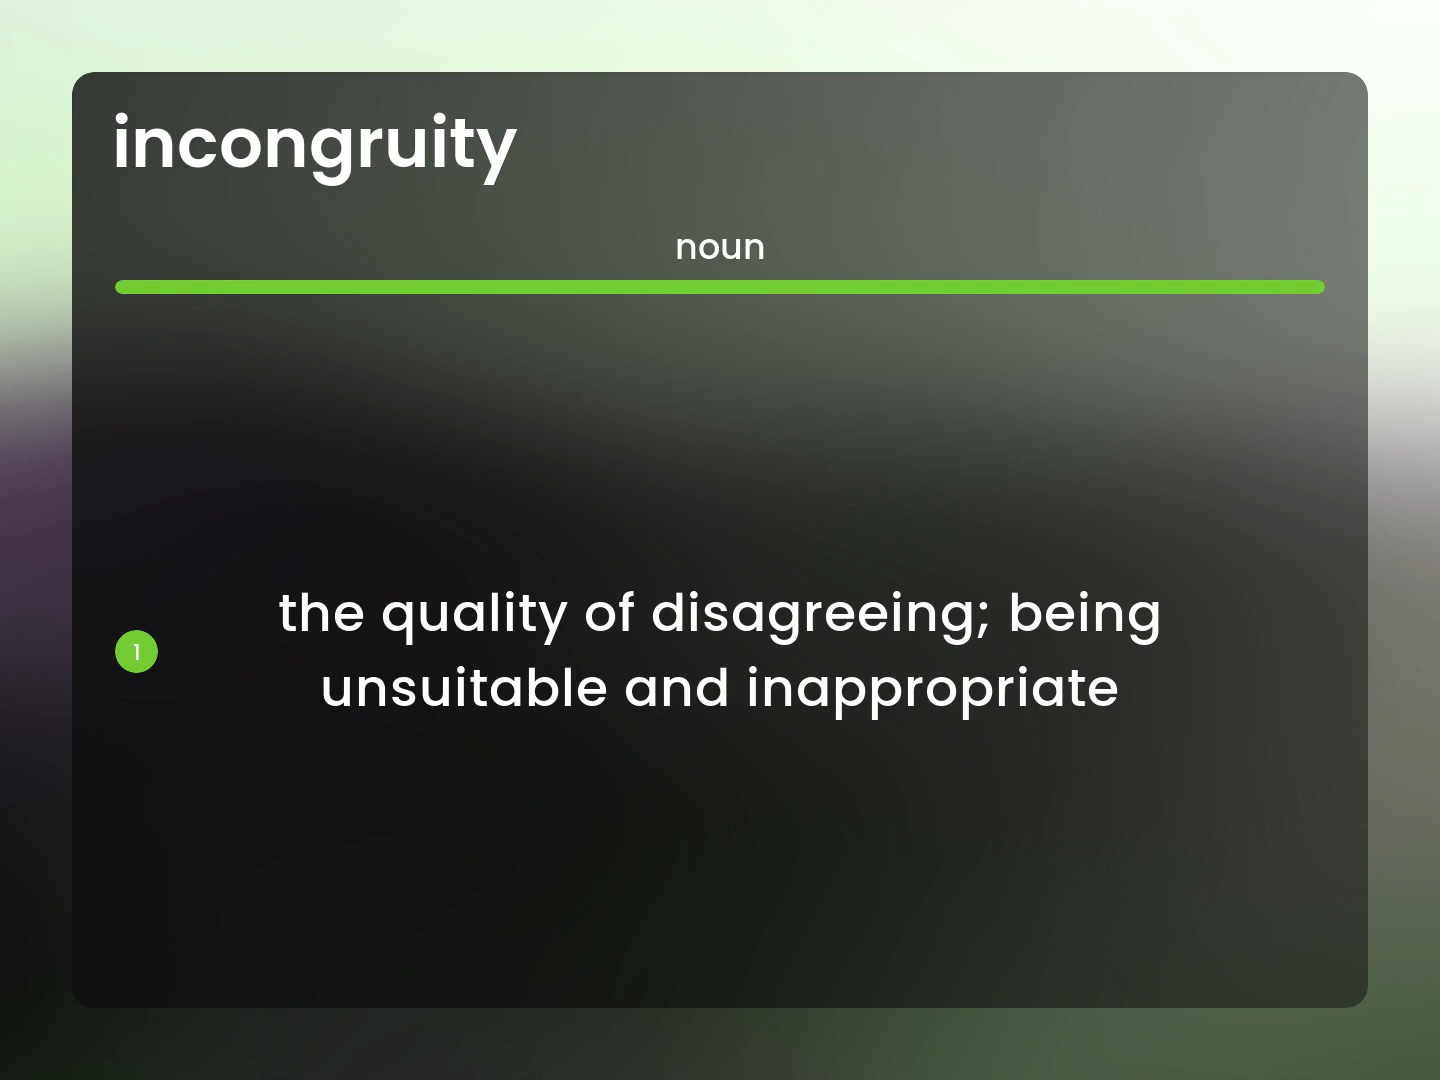 incongruity
noun
1
the quality of disagreeing; being
unsuitable and inappropriate